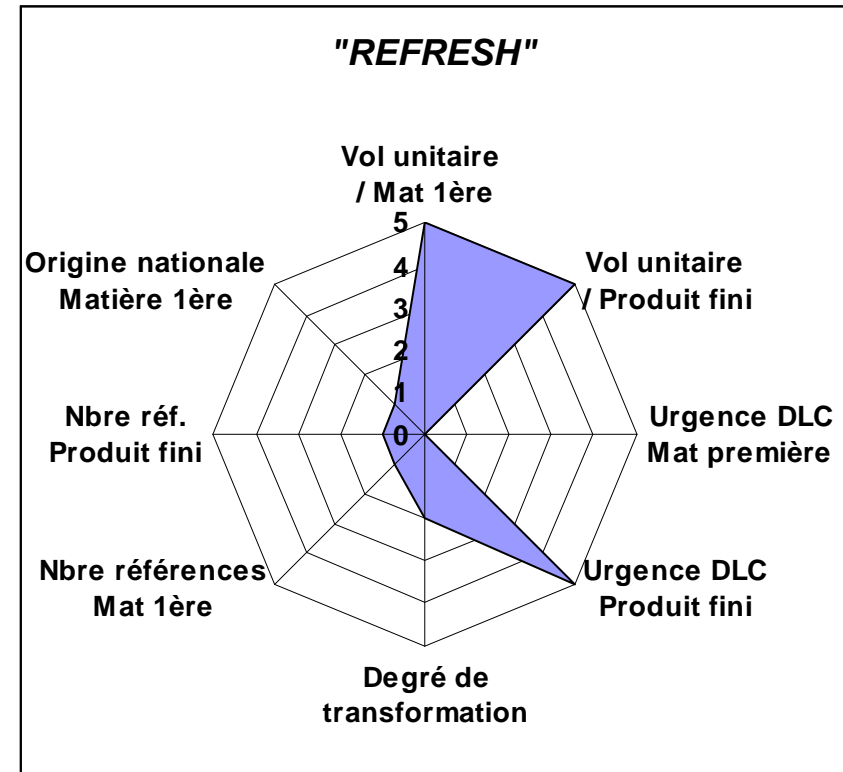 "REFRESH"
Vol unitaire
/ Mat 1ère
Vol unitaire
/ Produit fini
Urgence DLC
Mat première
Urgence DLC
Produit fini
Degré de
transformation
Nbre références
Mat 1ère
Nbre réf.
Produit fini
Origine nationale
Matière 1ère
5
4
3
2
1
0